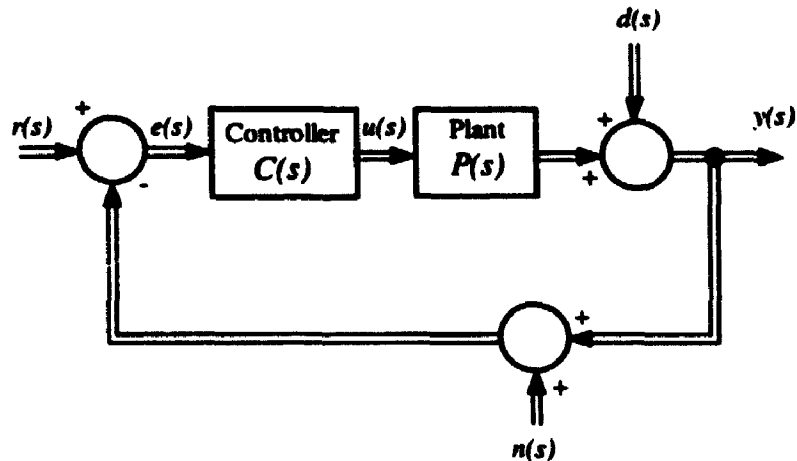 d(s)
+
r(s)
e(s)
Controller
C(s)
u(s)
Plant
P(s)
+
+
y(s)
-
+
+
n(s)